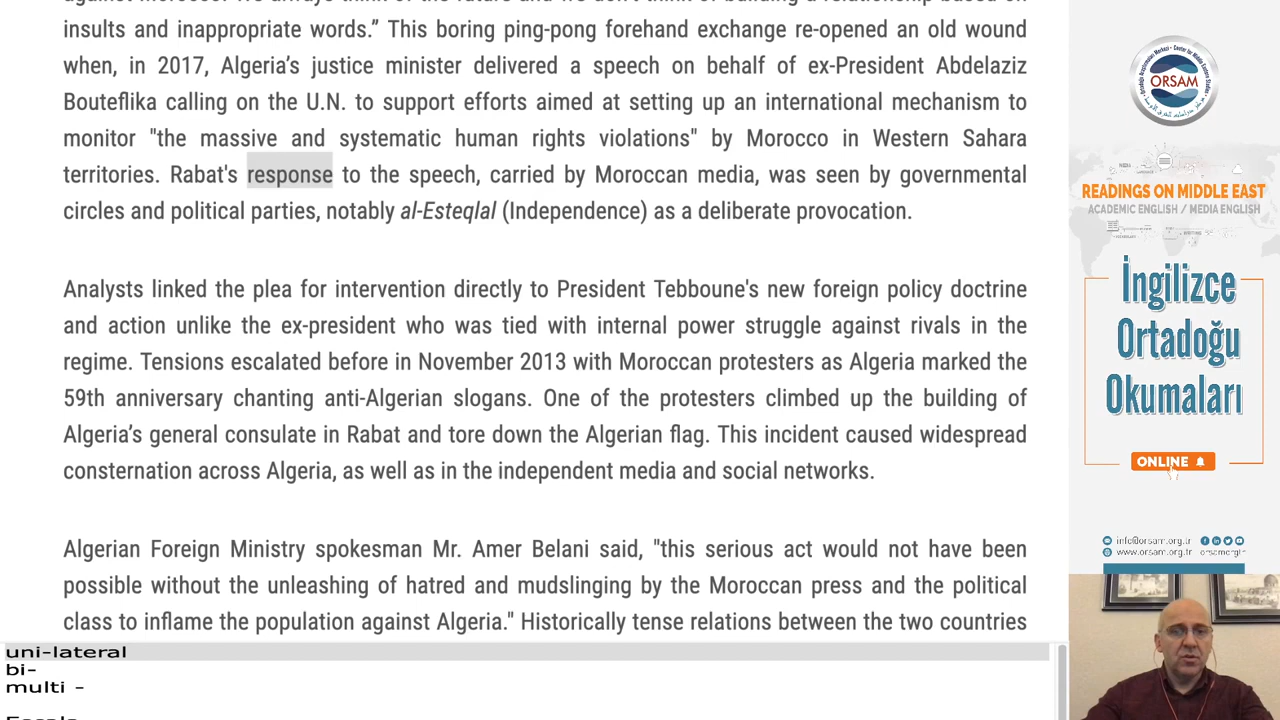 insults and inappropriate words.” This boring ping-pong forehand exchange re-opened an old wound
when, in 2017, Algeria’s justice minister delivered a speech on behalf of ex-President Abdelaziz
Bouteflika calling on the U.N. to support efforts aimed at setting up an international mechanism to
monitor "the massive and systematic human rights violations" by Morocco in Western Sahara
territories. Rabat's response to the speech, carried by Moroccan media, was seen by governmental
circles and political parties, notably al-Esteqlal (Independence) as a deliberate provocation.
Analysts linked the plea for intervention directly to President Tebboune's new foreign policy doctrine
and action unlike the ex-president who was tied with internal power struggle against rivals in the
regime. Tensions escalated before in November 2013 with Moroccan protesters as Algeria marked the
59th anniversary chanting anti-Algerian slogans. One of the protesters climbed up the building of
Algeria’s general consulate in Rabat and tore down the Algerian flag. This incident caused widespread
consternation across Algeria, as well as in the independent media and social networks.
Algerian Foreign Ministry spokesman Mr. Amer Belani said, "this serious act would not have been
possible without the unleashing of hatred and mudslinging by the Moroccan press and the political
class to inflame the population against Algeria." Historically tense relations between the two countries
uni-lateral
bi-
multi -
ORSAM
READINGS ON MIDDLE EAST
ACADEMIC ENGLISH / MEDIA ENGLISH
İngilizce
Ortadoğu
Okumaları
ONLINE
info@orsam.org.tr
www.orsam.org.tr orsamorgtr